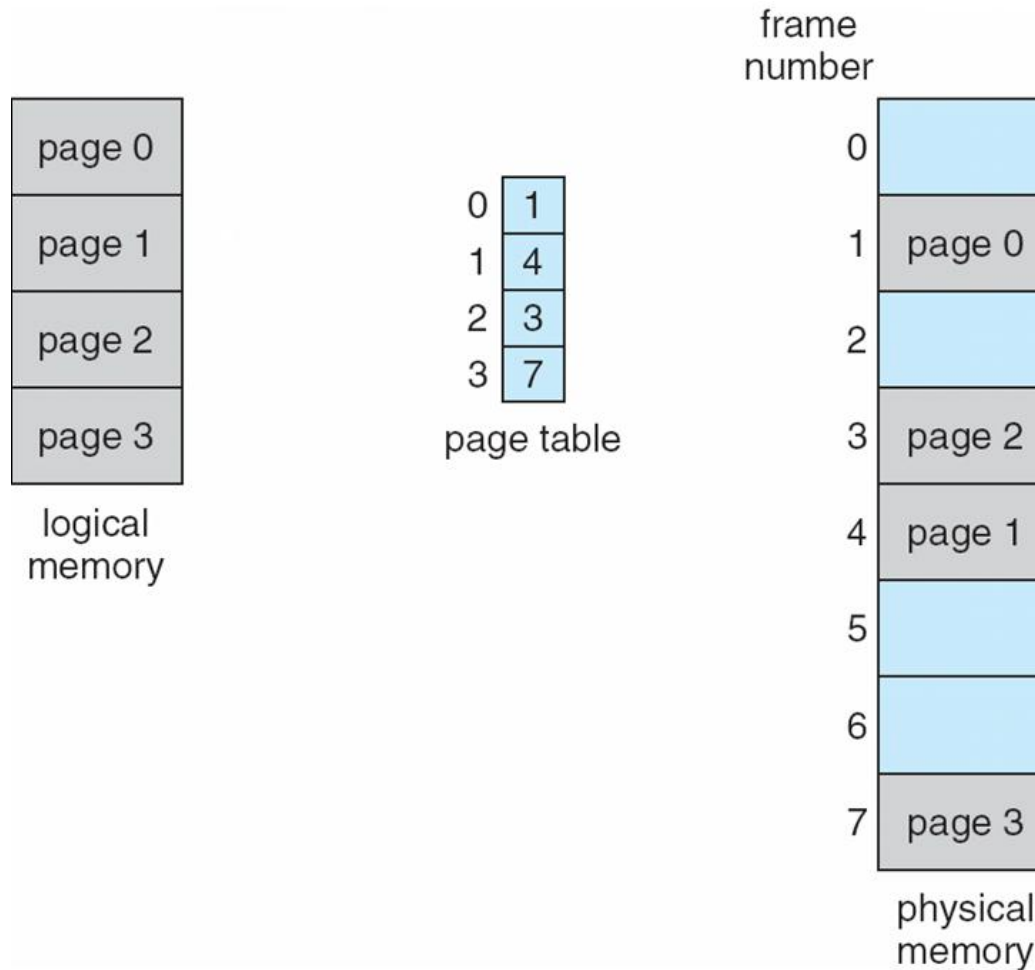 page 0
page 1
page 2
page 3
logical
memory
0 1
1 4
2 3
3 7
page table
frame
number
0
1 page 0
2
3 page 2
4 page 1
5
6
7 page 3
physical
memory